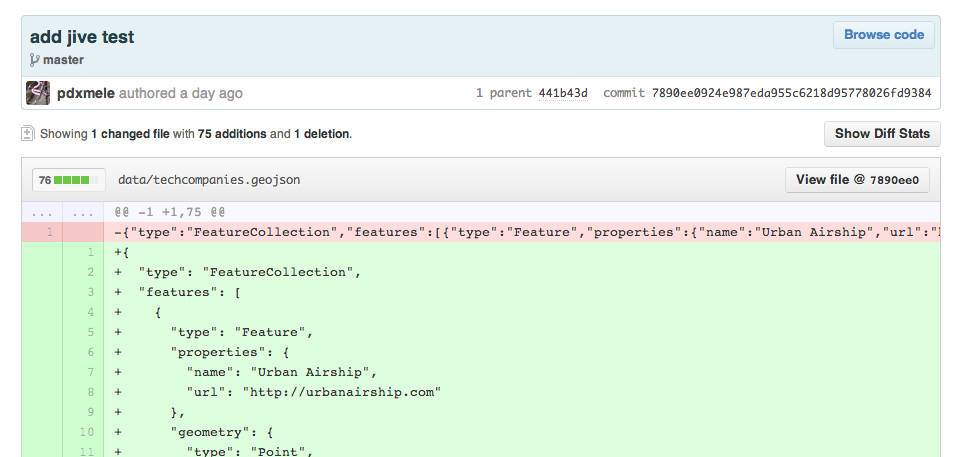 add jive test
Browse code
master
pdxmele authored a day ago
1 parent 441b43d commit 7890ee0924e987eda955c6218d95778026fd9384
Showing 1 changed file with 75 additions and 1 deletion.
Show Diff Stats
76 data/techcompanies.geojson
View file @ 7890ee0
... ... @@ -1 +1,75 @@
1 -{"type":"FeatureCollection","features":[{"type":"Feature","properties":{"name":"Urban Airship","url":"
1 +{
2 + "type": "FeatureCollection",
3 + "features": [
4 + {
5 + "type": "Feature",
6 + "properties": {
7 + "name": "Urban Airship",
8 + "url": "http://urbanairship.com"
9 + },
10 + "geometry": {
11 + "type": "Point",